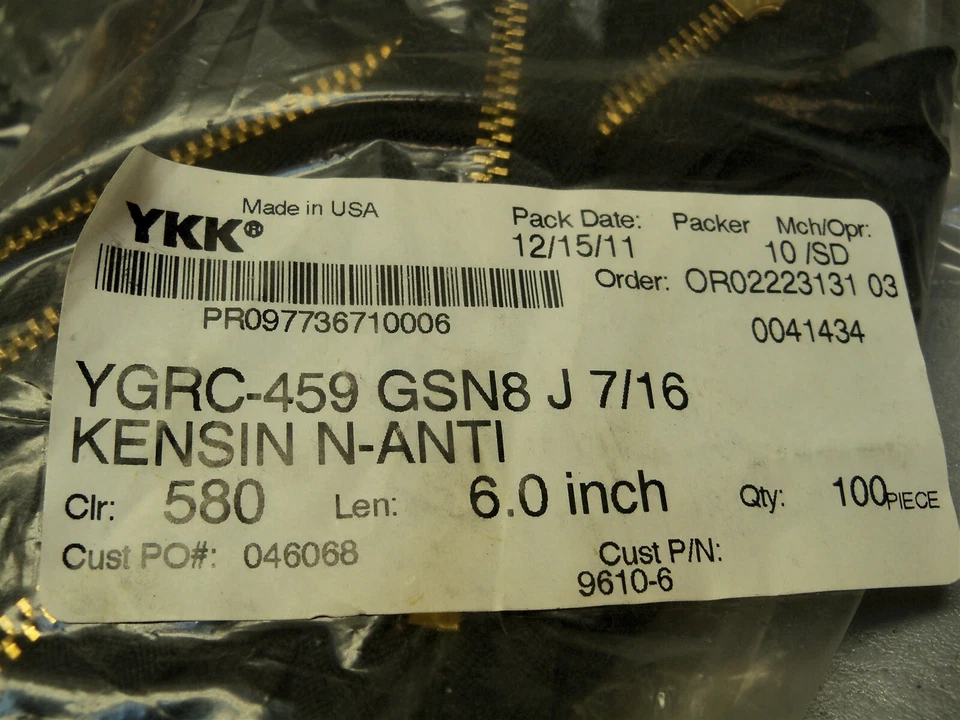 YKK® Made in USA
Pack Date: Packer Mch/Opr:
12/15/11 10 /SD
Order: OR02223131 03
PR097736710006
0041434
YGRC-459 GSN8 J 7/16
KENSIN N-ANTI
Clr: 580 Len: 6.0 inch Qty: 100PIECE
Cust PO#: 046068 Cust P/N:
9610-6